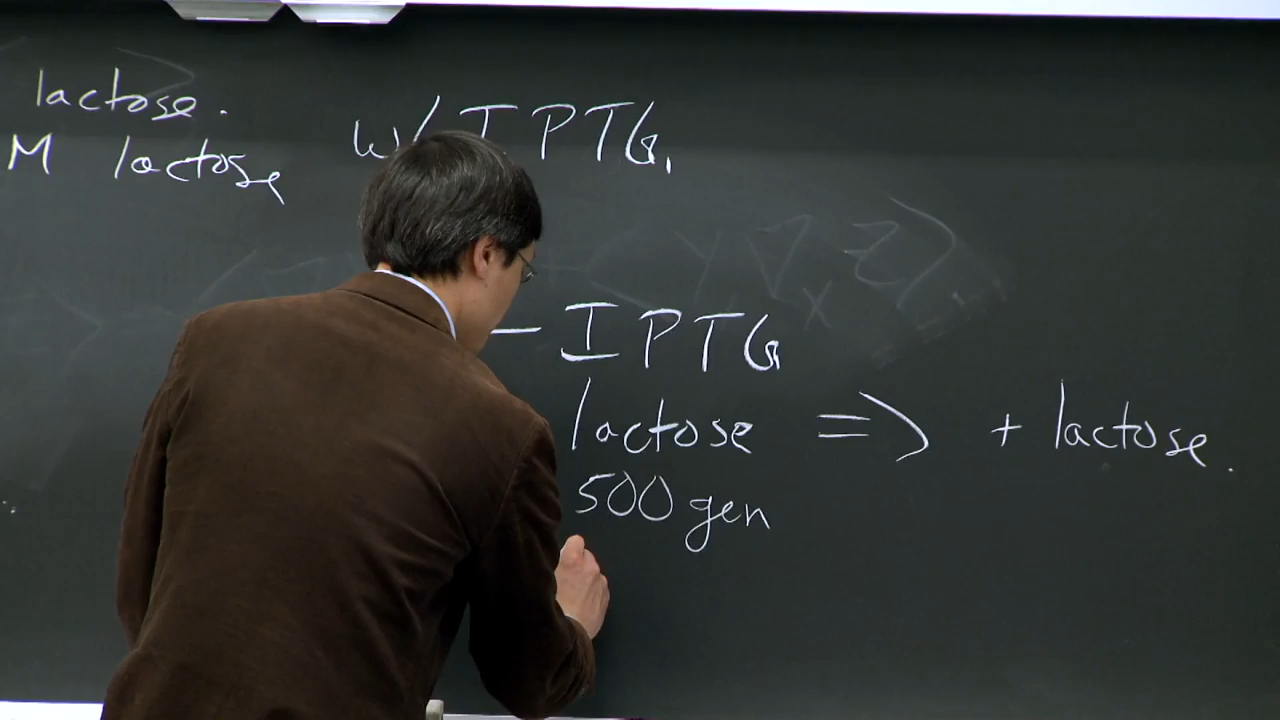 lactose.
M lactose w/ IPTG,
- IPTG
lactose => + lactose.
500 gen